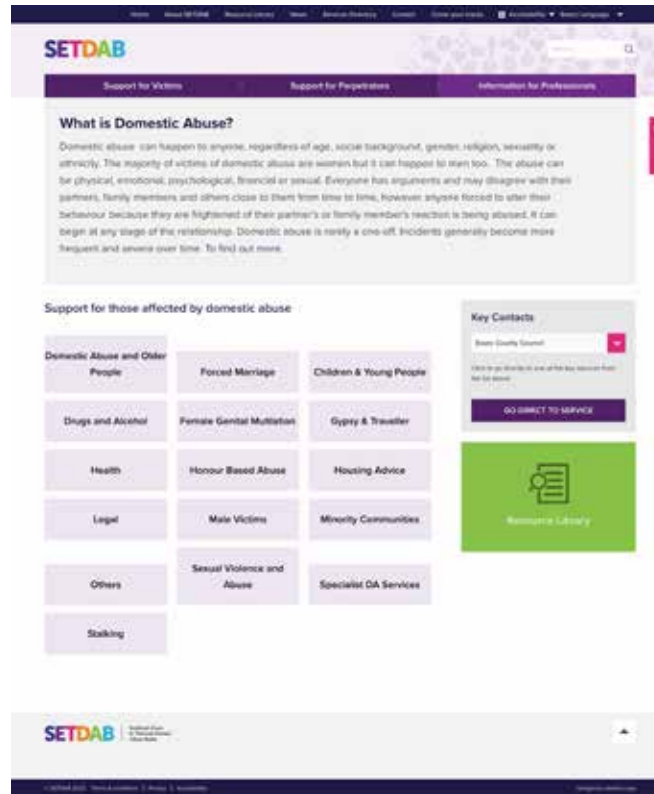 Home About SETDAB Resource Library News Services Directory Contact Cover your tracks Accessibility Select Language
SETDAB
Support for Victims Support for Perpetrators Information for Professionals
What is Domestic Abuse?
Domestic abuse can happen to anyone, regardless of age, social background, gender, religion, sexuality or
ethnicity. The majority of victims of domestic abuse are women but it can happen to men too. The abuse can
be physical, emotional, psychological, financial or sexual. Everyone has arguments and may disagree with their
partners, family members and others close to them from time to time, however anyone forced to alter their
behaviour because they are frightened of their partner's or family member's reaction is being abused. It can
begin at any stage of the relationship. Domestic abuse is rarely a one-off. Incidents generally become more
frequent and severe over time. To find out more.
Support for those affected by domestic abuse
Domestic Abuse and Older
People
Forced Marriage
Children & Young People
Drugs and Alcohol
Female Genital Mutilation
Gypsy & Traveller
Health
Honour Based Abuse
Housing Advice
Legal
Male Victims
Minority Communities
Others
Sexual Violence and
Abuse
Specialist DA Services
Stalking
Key Contacts
Essex County Council
GO DIRECT TO SERVICE
Resource Library
SETDAB